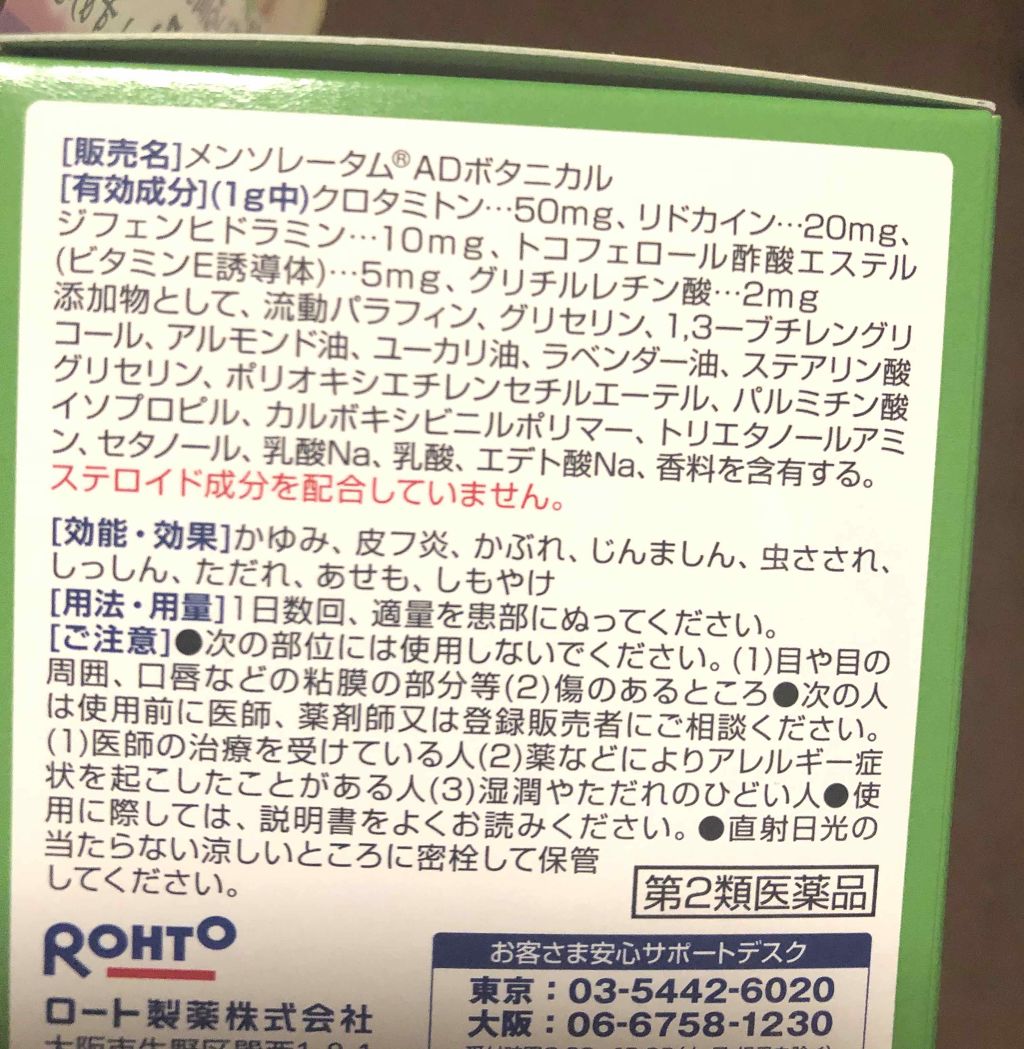 [販売名]メンソレータム®ADボタニカル
[有効成分](1g中)クロタミトン…50mg、リドカイン…20mg、
ジフェンヒドラミン…10mg、トコフェロール酢酸エステル
(ビタミンE誘導体)…5mg、グリチルレチン酸…2mg
添加物として、流動パラフィン、グリセリン、1,3ーブチレングリ
コール、アルモンド油、ユーカリ油、ラベンダー油、ステアリン酸
グリセリン、ポリオキシエチレンセチルエーテル、パルミチン酸
イソプロピル、カルボキシビニルポリマー、トリエタノールアミ
ン、セタノール、乳酸Na、乳酸、エデト酸Na、香料を含有する。
ステロイド成分を配合していません。
[効能・効果]かゆみ、皮フ炎、かぶれ、じんましん、虫さされ、
しっしん、ただれ、あせも、しもやけ
[用法・用量]1日数回、適量を患部にぬってください。
[ご注意]●次の部位には使用しないでください。(1)目や目の
周囲、口唇などの粘膜の部分等(2)傷のあるところ●次の人
は使用前に医師、薬剤師又は登録販売者にご相談ください。
(1)医師の治療を受けている人(2)薬などによりアレルギー症
状を起こしたことがある人(3)湿潤やただれのひどい人●使
用に際しては、説明書をよくお読みください。●直射日光の
当たらない涼しいところに密栓して保管
してください。
第2類医薬品
ROHTO
ロート製薬株式会社
お客さま安心サポートデスク
東京：03-5442-6020
大阪：06-6758-1230